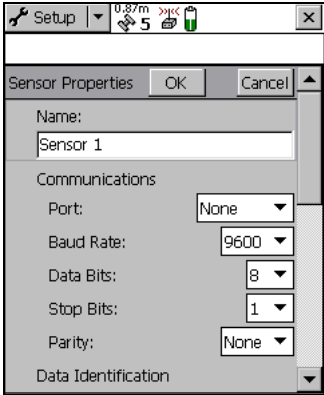 Setup 0.87m 5
Sensor Properties OK Cancel
Name:
Sensor 1
Communications
Port: None
Baud Rate: 9600
Data Bits: 8
Stop Bits: 1
Parity: None
Data Identification